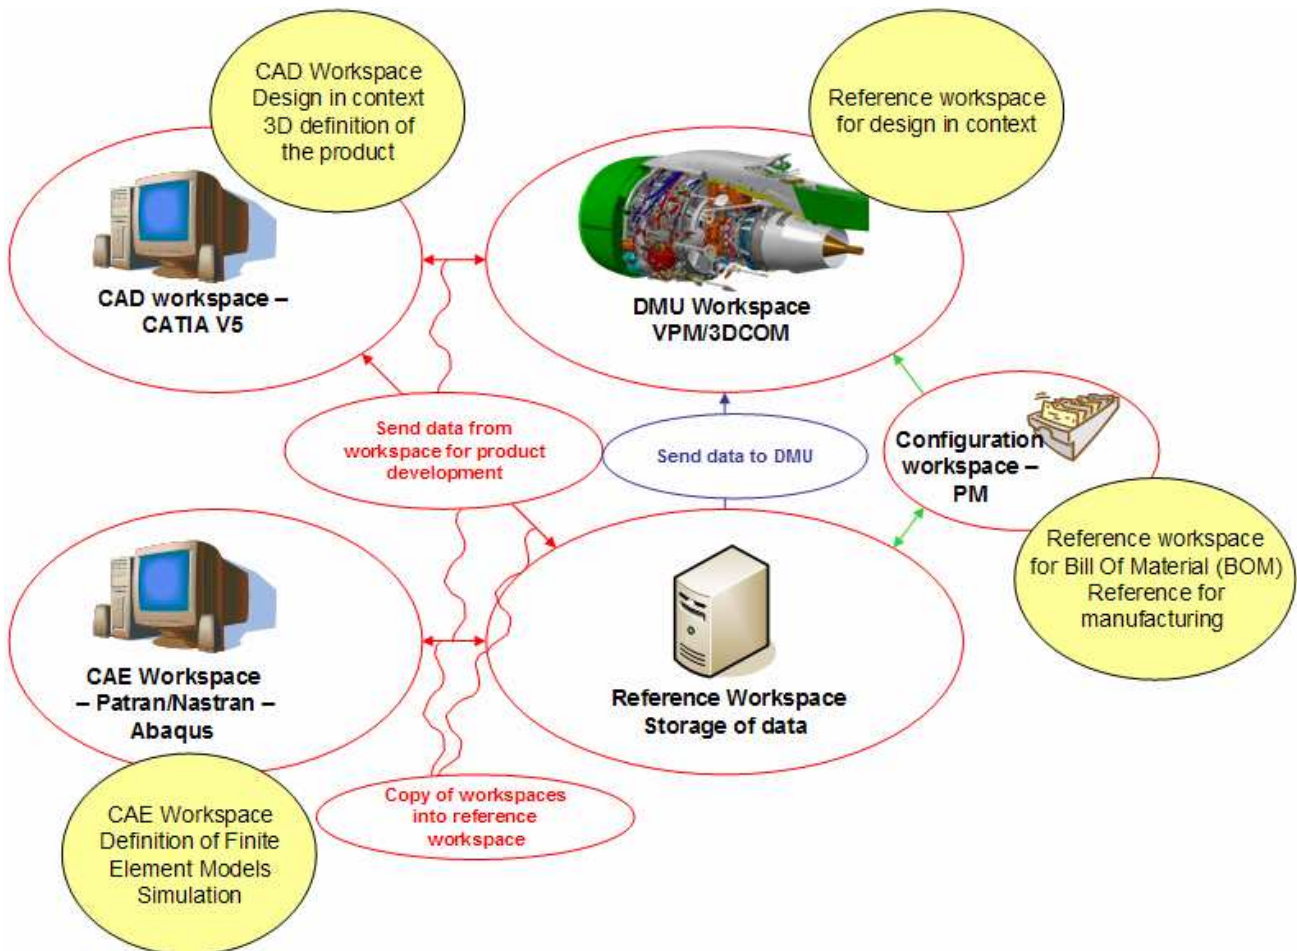 CAD Workspace
Design in context
3D definition of
the product
Reference workspace
for design in context
CAD workspace –
CATIA V5
DMU Workspace
VPM/3DCOM
Send data from
workspace for product
development
Send data to DMU
Configuration
workspace –
PM
Reference workspace
for Bill Of Material (BOM)
Reference for
manufacturing
CAE Workspace
– Patran/Nastran –
Abaqus
Reference Workspace
Storage of data
Copy of workspaces
into reference
workspace
CAE Workspace
Definition of Finite
Element Models
Simulation